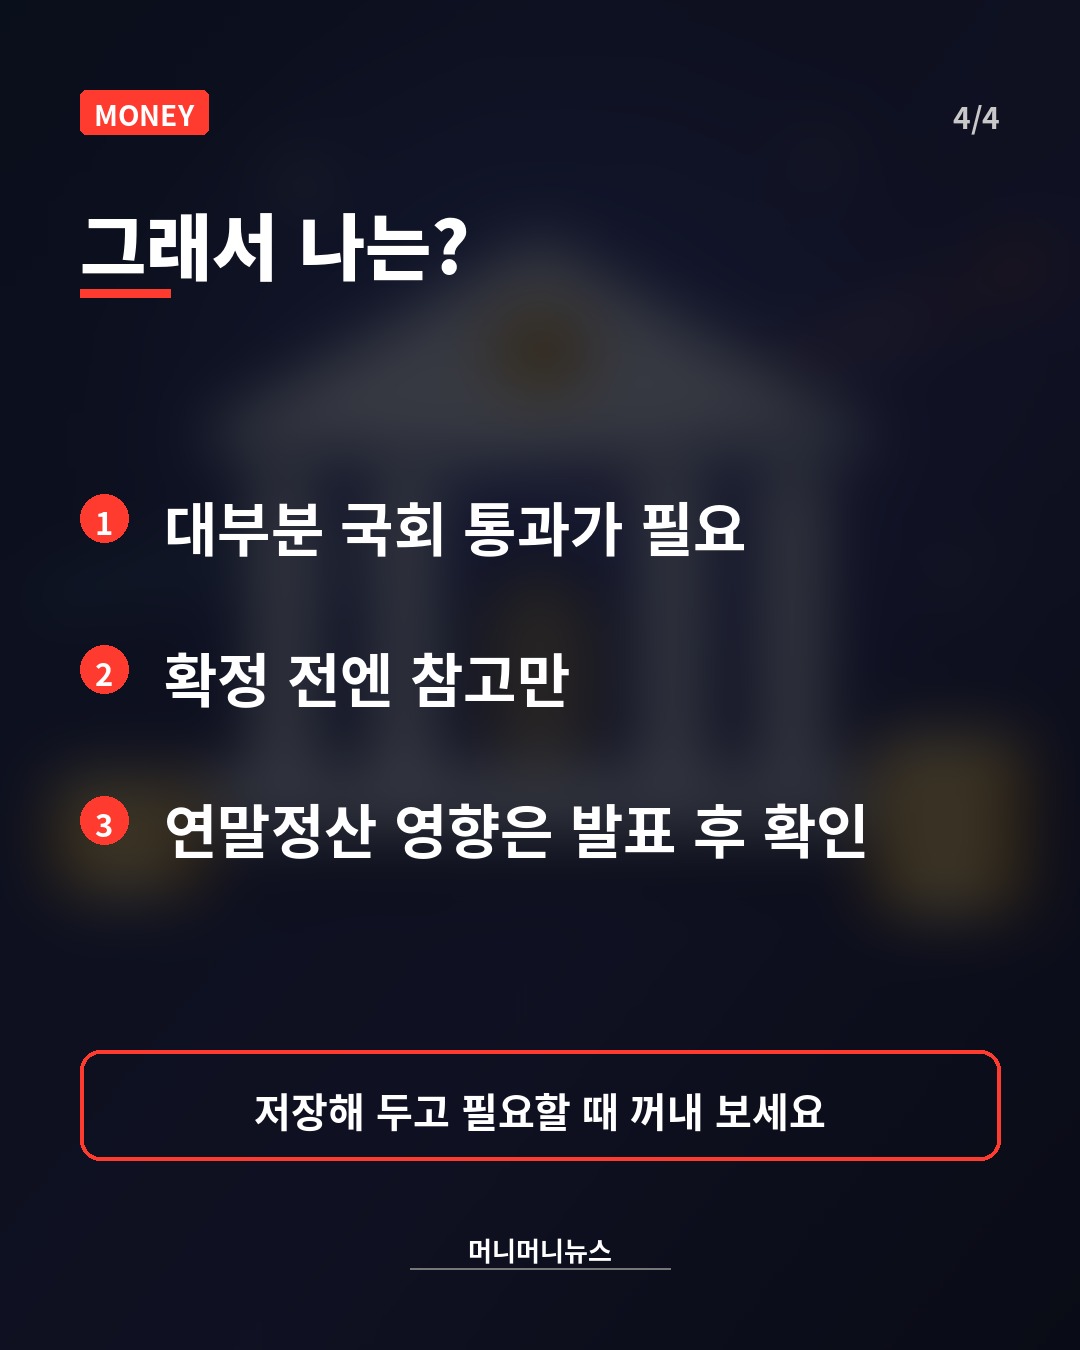 MONEY
4/4
그래서 나는?
1 대부분 국회 통과가 필요
2 확정 전엔 참고만
3 연말정산 영향은 발표 후 확인
저장해 두고 필요할 때 꺼내 보세요
머니머니뉴스